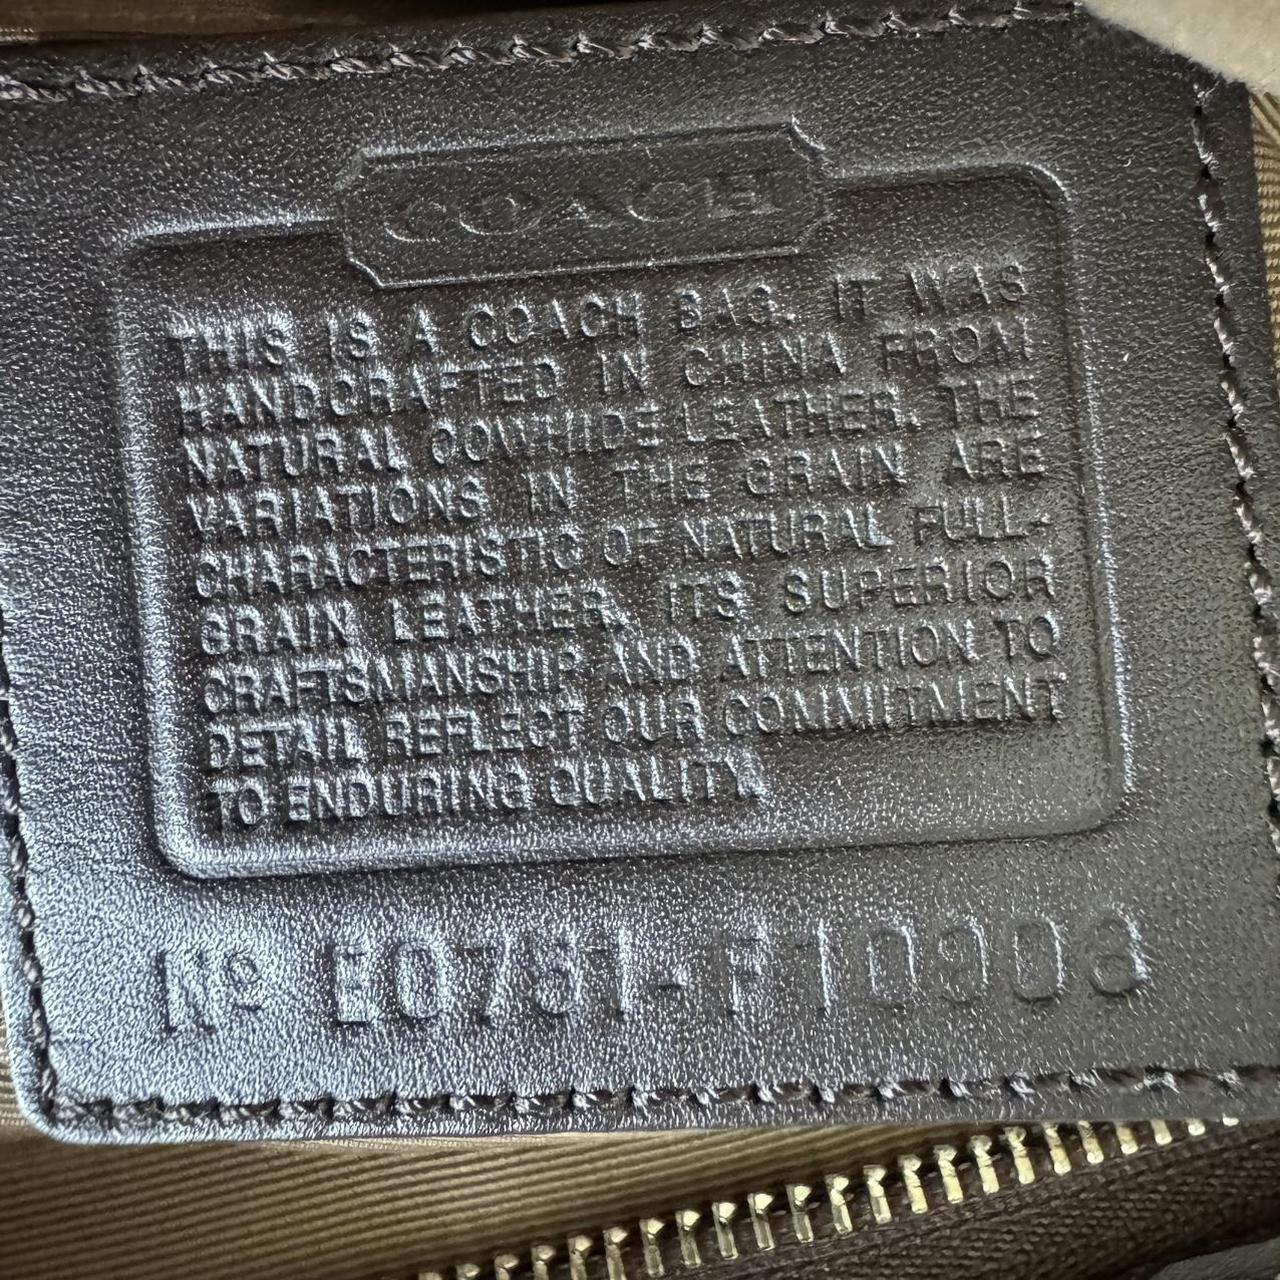 COACH
THIS IS A COACH BAG. IT WAS
HANDCRAFTED IN CHINA FROM
NATURAL COWHIDE LEATHER. THE
VARIATIONS IN THE GRAIN ARE
CHARACTERISTIC OF NATURAL FULL-
GRAIN LEATHER. ITS SUPERIOR
CRAFTSMANSHIP AND ATTENTION TO
DETAIL REFLECT OUR COMMITMENT
TO ENDURING QUALITY.
Nº E0751-F10908